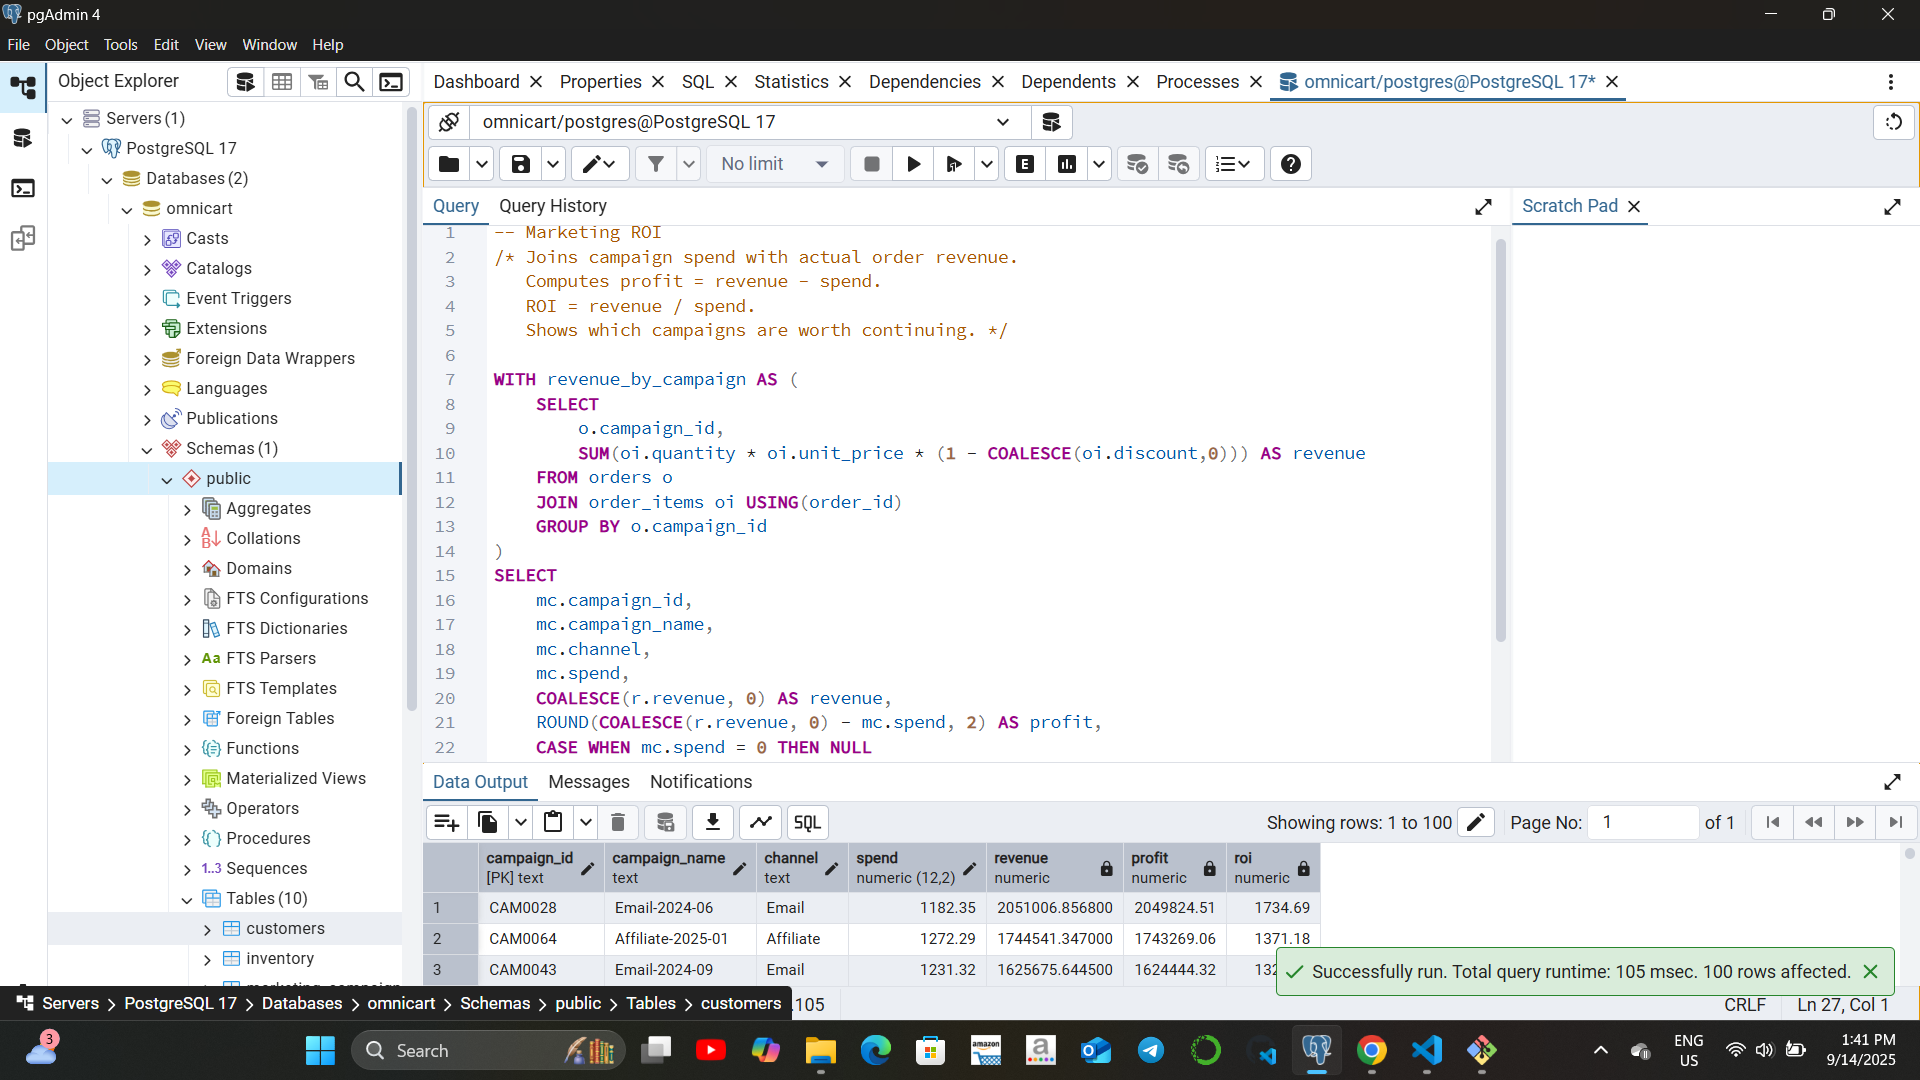 pgAdmin 4
File Object Tools Edit View Window Help
Object Explorer
Dashboard Properties SQL Statistics Dependencies Dependents Processes omnicart/postgres@PostgreSQL 17*
omnicart/postgres@PostgreSQL 17
No limit
E
Servers (1)
PostgreSQL 17
Databases (2)
omnicart
Casts
Catalogs
Event Triggers
Extensions
Foreign Data Wrappers
Languages
Publications
Schemas (1)
public
Aggregates
Collations
Domains
FTS Configurations
FTS Dictionaries
Aa FTS Parsers
FTS Templates
Foreign Tables
Functions
Materialized Views
Operators
Procedures
1..3 Sequences
Tables (10)
customers
inventory
Query Query History
Scratch Pad
1 -- Marketing ROI
2 /* Joins campaign spend with actual order revenue.
3 Computes profit = revenue - spend.
4 ROI = revenue / spend.
5 Shows which campaigns are worth continuing. */
6
7 WITH revenue_by_campaign AS (
8 SELECT
9 o.campaign_id,
10 SUM(oi.quantity * oi.unit_price * (1 - COALESCE(oi.discount,0))) AS revenue
11 FROM orders o
12 JOIN order_items oi USING(order_id)
13 GROUP BY o.campaign_id
14 )
15 SELECT
16 mc.campaign_id,
17 mc.campaign_name,
18 mc.channel,
19 mc.spend,
20 COALESCE(r.revenue, 0) AS revenue,
21 ROUND(COALESCE(r.revenue, 0) - mc.spend, 2) AS profit,
22 CASE WHEN mc.spend = 0 THEN NULL
Data Output Messages Notifications
SQL
Showing rows: 1 to 100 Page No: 1 of 1
campaign_id campaign_name channel spend revenue profit roi
[PK] text text text numeric (12,2) numeric numeric numeric
1 CAM0028 Email-2024-06 Email 1182.35 2051006.856800 2049824.51 1734.69
2 CAM0064 Affiliate-2025-01 Affiliate 1272.29 1744541.347000 1743269.06 1371.18
3 CAM0043 Email-2024-09 Email 1231.32 1625675.644500 1624444.32
Successfully run. Total query runtime: 105 msec. 100 rows affected.
Servers > PostgreSQL 17 > Databases > omnicart > Schemas > public > Tables > customers
.105
CRLF Ln 27, Col 1
3
Search
amazon
a
ENG
US
1:41 PM
9/14/2025